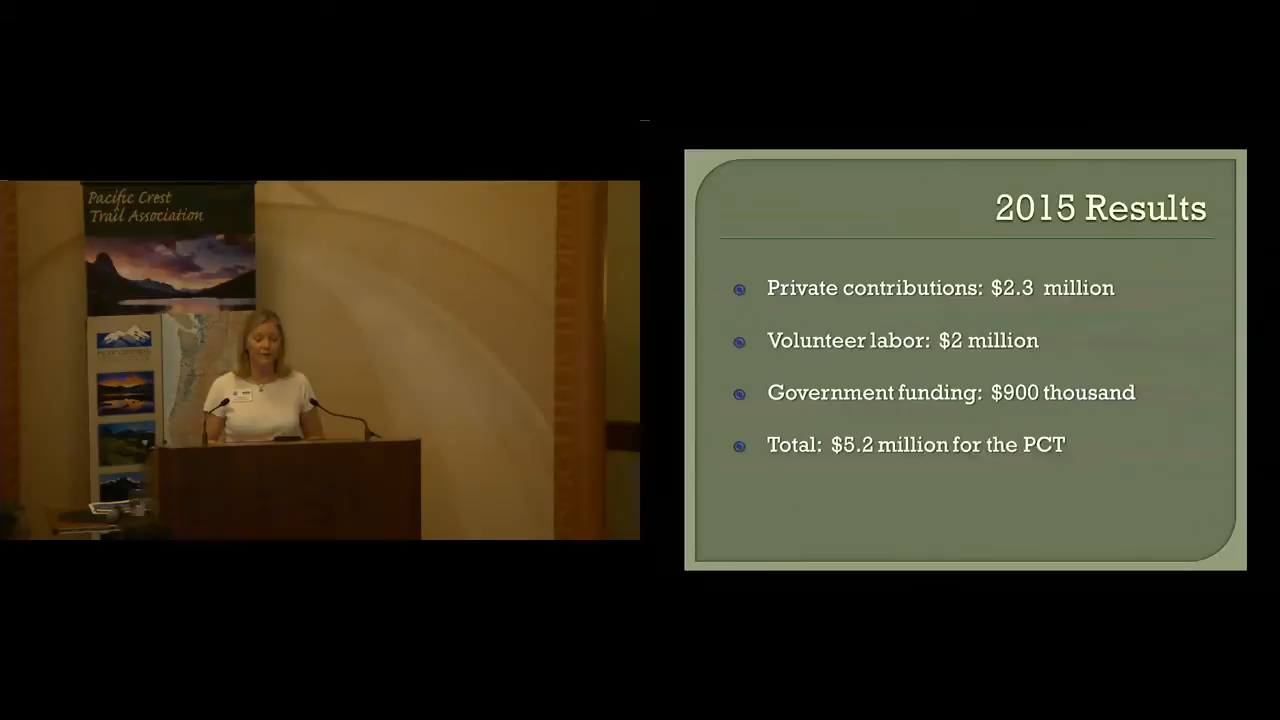 Pacific Crest
Trail Association
2015 Results
Private contributions: $2.3 million
Volunteer labor: $2 million
Government funding: $900 thousand
Total: $5.2 million for the PCT